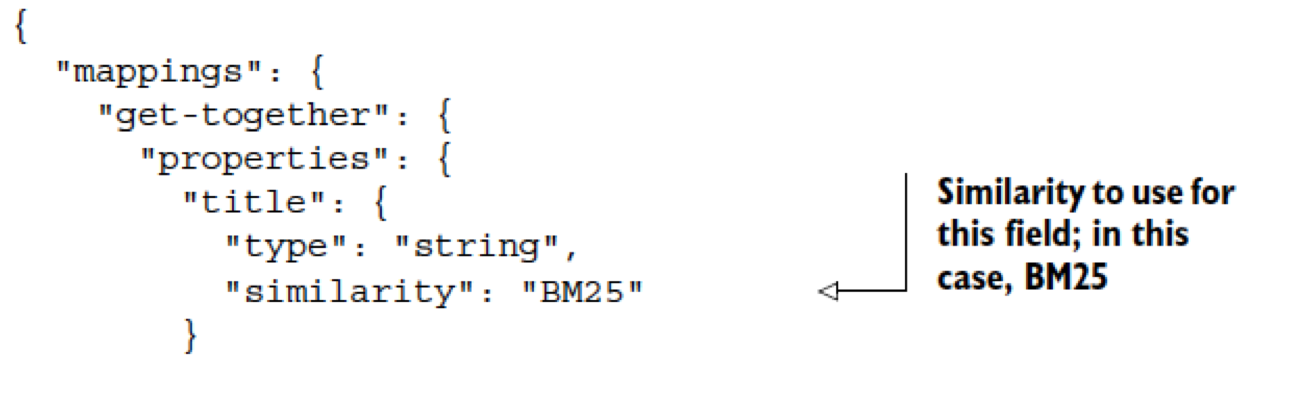 {
"mappings": {
"get-together": {
"properties": {
"title": {
"type": "string",
"similarity": "BM25"
}
Similarity to use for
this field; in this
case, BM25